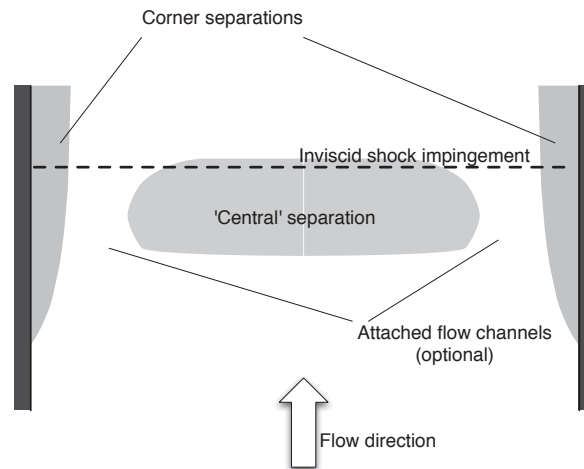 Corner separations
Inviscid shock impingement
'Central' separation
Attached flow channels
(optional)
Flow direction